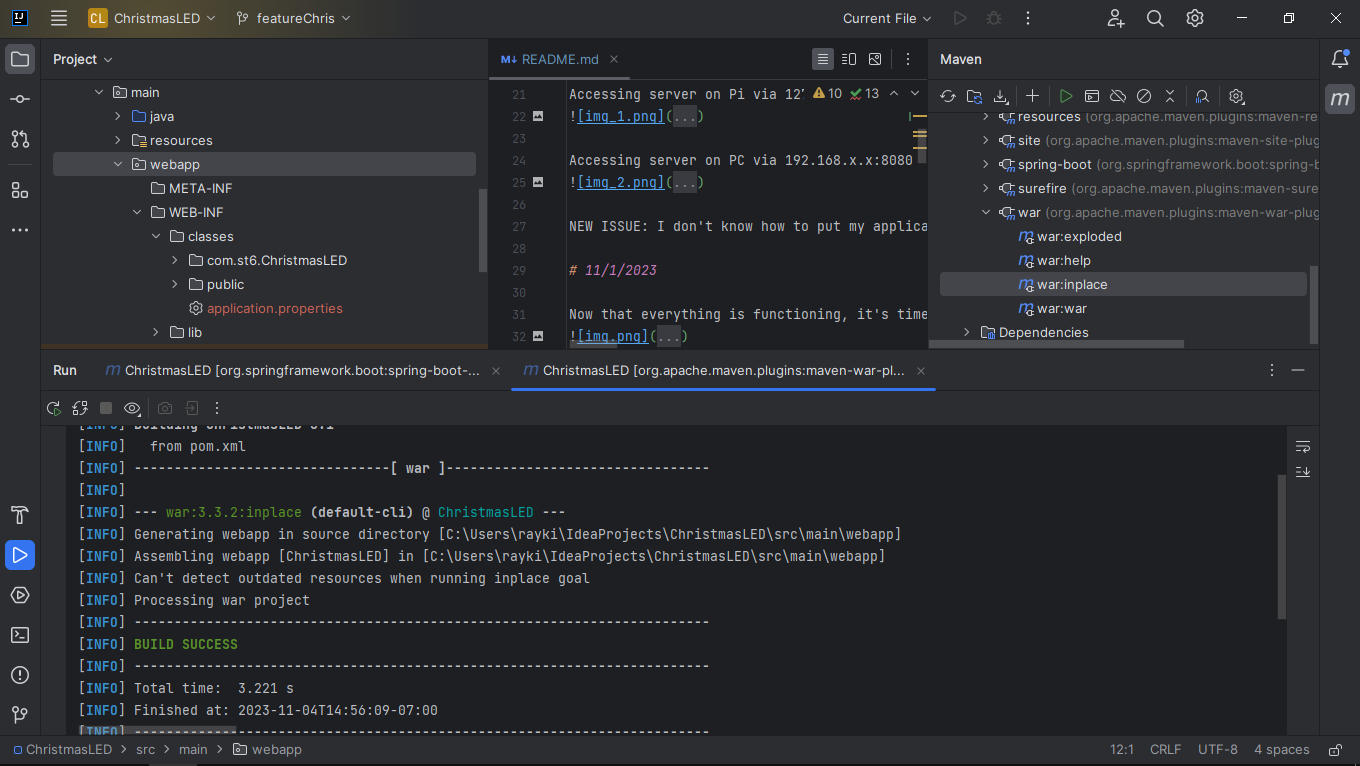 CL ChristmasLED featureChris Current File
Project
main
java
resources
webapp
META-INF
WEB-INF
classes
com.st6.ChristmasLED
public
application.properties
lib
M↓ README.md
10 13
21 Accessing server on Pi via 127
22 ![img_1.png](...)
23
24 Accessing server on PC via 192.168.x.x:8080
25 ![img_2.png](...)
26
27 NEW ISSUE: I don't know how to put my applica
28
29 # 11/1/2023
30
31 Now that everything is functioning, it's time
32 ![img.png](...)
Maven
resources (org.apache.maven.plugins:maven-re
site (org.apache.maven.plugins:maven-site-plug
spring-boot (org.springframework.boot:spring-b
surefire (org.apache.maven.plugins:maven-sure
war (org.apache.maven.plugins:maven-war-plug
war:exploded
war:help
war:inplace
war:war
Dependencies
Run ChristmasLED [org.springframework.boot:spring-boot-... ChristmasLED [org.apache.maven.plugins:maven-war-pl...
[INFO] Building ChristmasLED 0.1
[INFO]   from pom.xml
[INFO] --------------------------------[ war ]---------------------------------
[INFO]
[INFO] --- war:3.3.2:inplace (default-cli) @ ChristmasLED ---
[INFO] Generating webapp in source directory [C:\Users\rayki\IdeaProjects\ChristmasLED\src\main\webapp]
[INFO] Assembling webapp [ChristmasLED] in [C:\Users\rayki\IdeaProjects\ChristmasLED\src\main\webapp]
[INFO] Can't detect outdated resources when running inplace goal
[INFO] Processing war project
[INFO] ------------------------------------------------------------------------
[INFO] BUILD SUCCESS
[INFO] ------------------------------------------------------------------------
[INFO] Total time:  3.221 s
[INFO] Finished at: 2023-11-04T14:56:09-07:00
[INFO] ------------------------------------------------------------------------
ChristmasLED > src > main > webapp 12:1 CRLF UTF-8 4 spaces